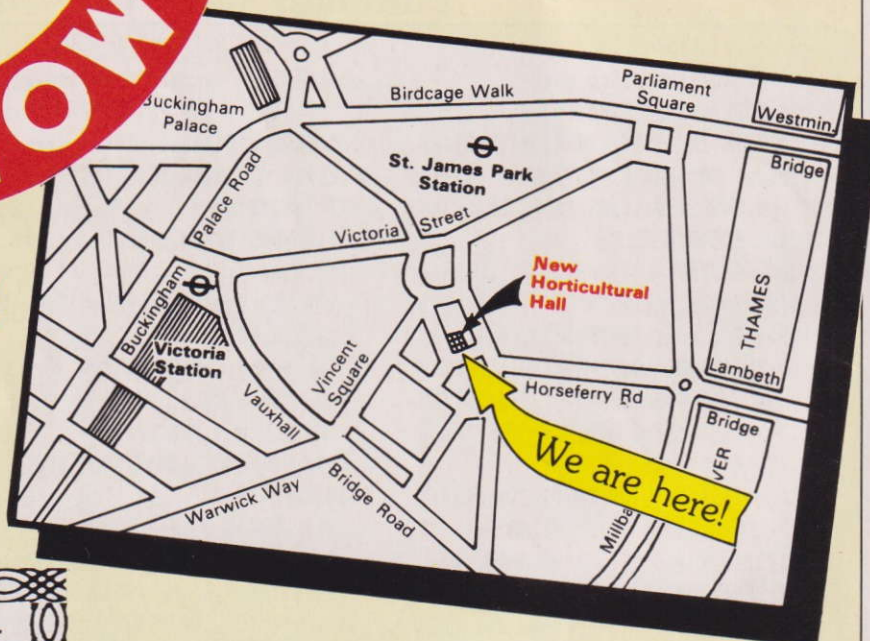 MO
Buckingham
Palace
Birdcage Walk
Parliament
Square
Westmin.
Bridge
St. James Park
Station
Palace Road
Victoria
Street
New
Horticultural
Hall
THAMES
Buckingham
Victoria
Station
Vincent
Square
Vauxhall
Lambeth
Horseferry Rd
Bridge
We are here!
VER
Millba
Warwick Way
Bridge Road